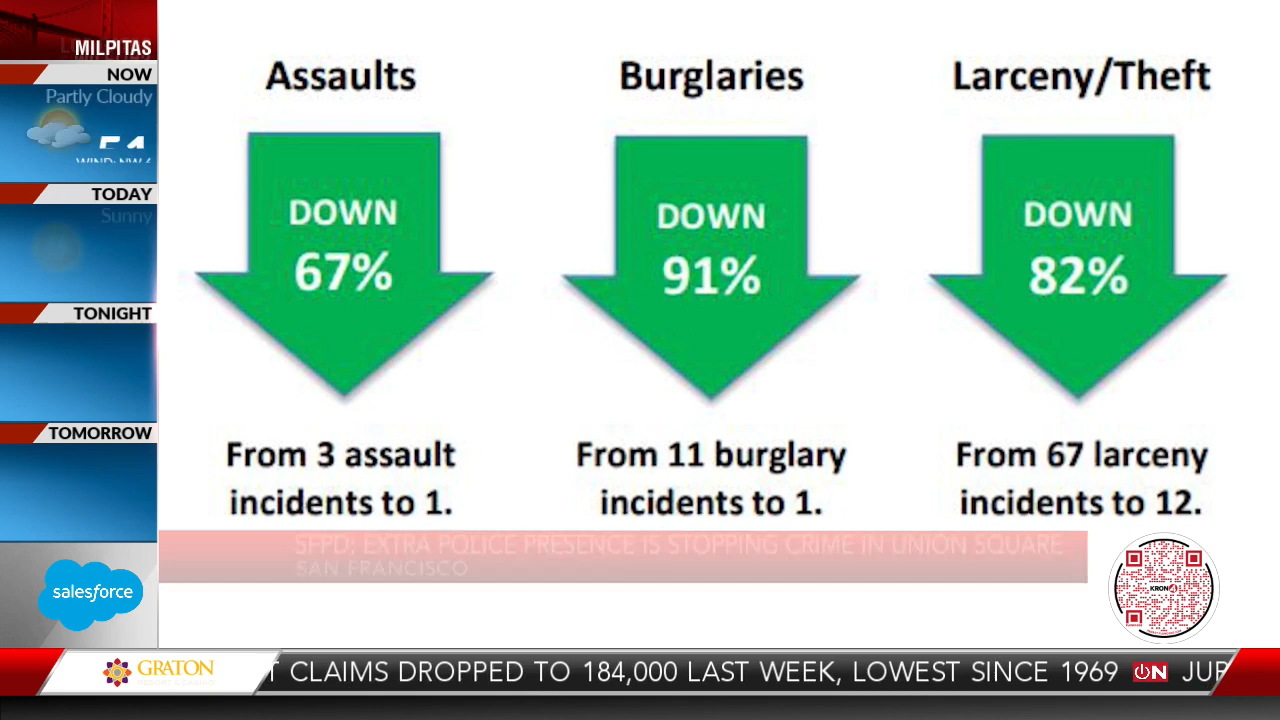 MILPITAS
NOW
Partly Cloudy
TODAY
Sunny
TONIGHT
TOMORROW
salesforce
Assaults
Burglaries
Larceny/Theft
DOWN
67%
DOWN
91%
DOWN
82%
From 3 assault
incidents to 1.
From 11 burglary
incidents to 1.
From 67 larceny
incidents to 12.
SFPD: EXTRA POLICE PRESENCE IS STOPPING CRIME IN UNION SQUARE
SAN FRANCISCO
KRON4
GRATON
T CLAIMS DROPPED TO 184,000 LAST WEEK, LOWEST SINCE 1969 ON JUR